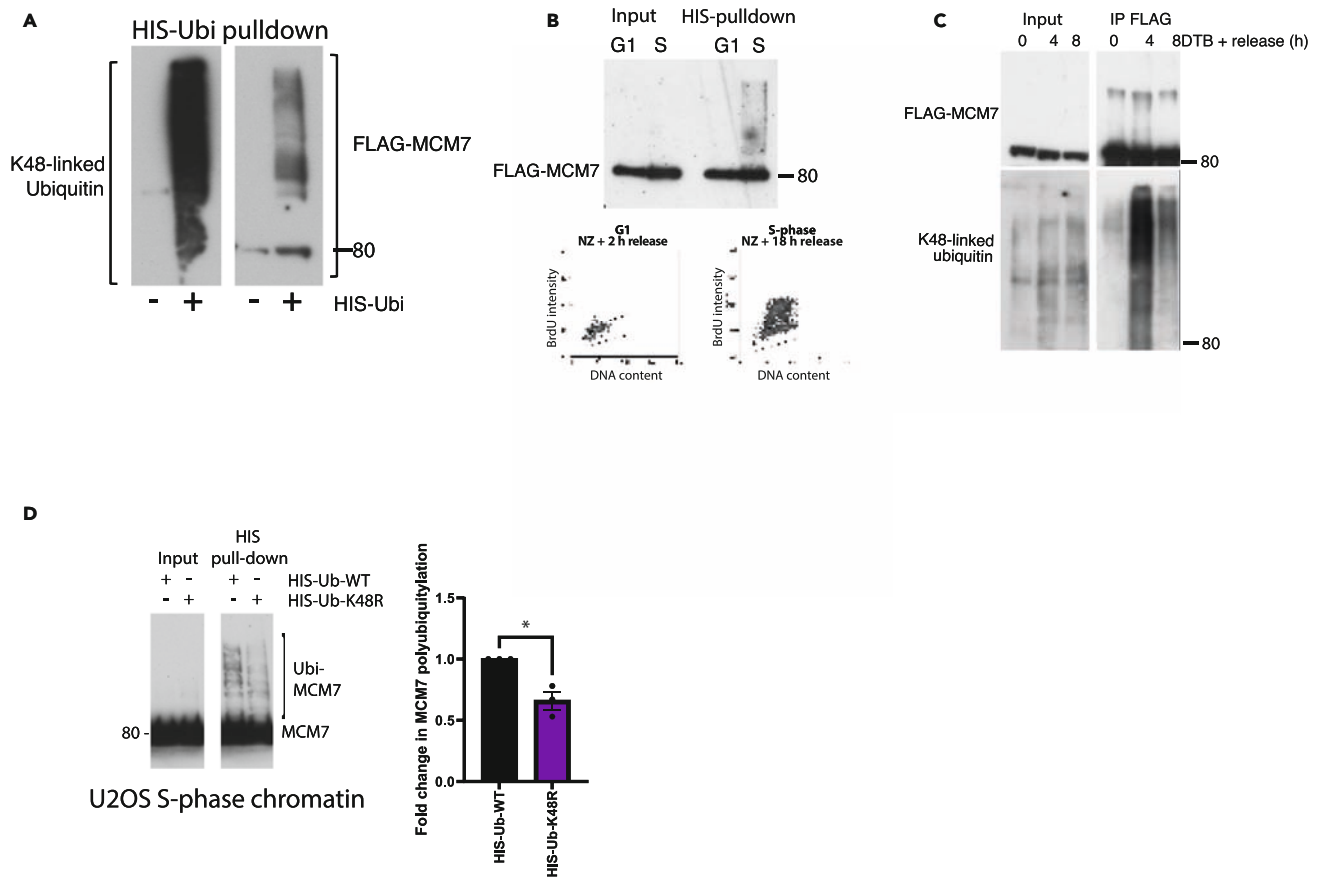 A
HIS-Ubi pulldown
K48-linked
Ubiquitin
FLAG-MCM7
80
- + - + HIS-Ubi
B
Input HIS-pulldown
G1 S G1 S
FLAG-MCM7
80
G1
NZ + 2 h release
BrdU intensity
DNA content
S-phase
NZ + 18 h release
BrdU intensity
DNA content
C
Input IP FLAG
0 4 8 0 4 8 DTB + release (h)
FLAG-MCM7
80
K48-linked
ubiquitin
80
D
HIS
Input pull-down
+ - + - HIS-Ub-WT
- + - + HIS-Ub-K48R
Ubi-
MCM7
80 -
MCM7
U2OS S-phase chromatin
Fold change in MCM7 polyubiquitylation
1.5
1.0
0.5
0.0
*
HIS-Ub-WT
HIS-Ub-K48R